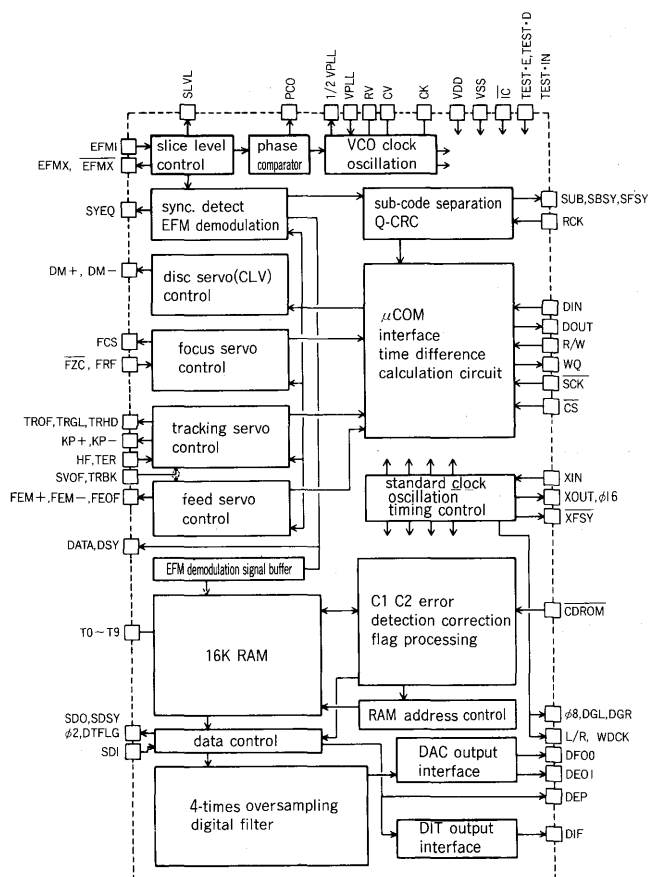 SLVL
PCO
1/2 VPLL
VPLL
RV
CV
CK
VDD
VSS
IC
TEST·E,TEST·D
TEST·IN
EFMI
EFMX, EFMX
slice level
control
phase
comparator
VCO clock
oscillation
SYEQ
sync. detect
EFM demodulation
sub-code separation
Q-CRC
SUB,SBSY,SFSY
RCK
DM+, DM−
disc servo(CLV)
control
μCOM
interface
time difference
calculation circuit
DIN
DOUT
R/W
WQ
SCK
CS
FCS
FZC, FRF
focus servo
control
TROF,TRGL,TRHD
KP+,KP−
HF,TER
SVOF,TRBK
tracking servo
control
FEM+,FEM−,FEOF
feed servo
control
standard clock
oscillation
timing control
XIN
XOUT,φ16
XFSY
DATA,DSY
EFM demodulation signal buffer
T0~T9
16K RAM
C1 C2 error
detection correction
flag processing
CDROM
RAM address control
SDO,SDSY
φ2,DTFLG
SDI
data control
φ8,DGL,DGR
L/R, WDCK
DAC output
interface
DFO0
DEO1
DEP
4-times oversampling
digital filter
DIT output
interface
DIF